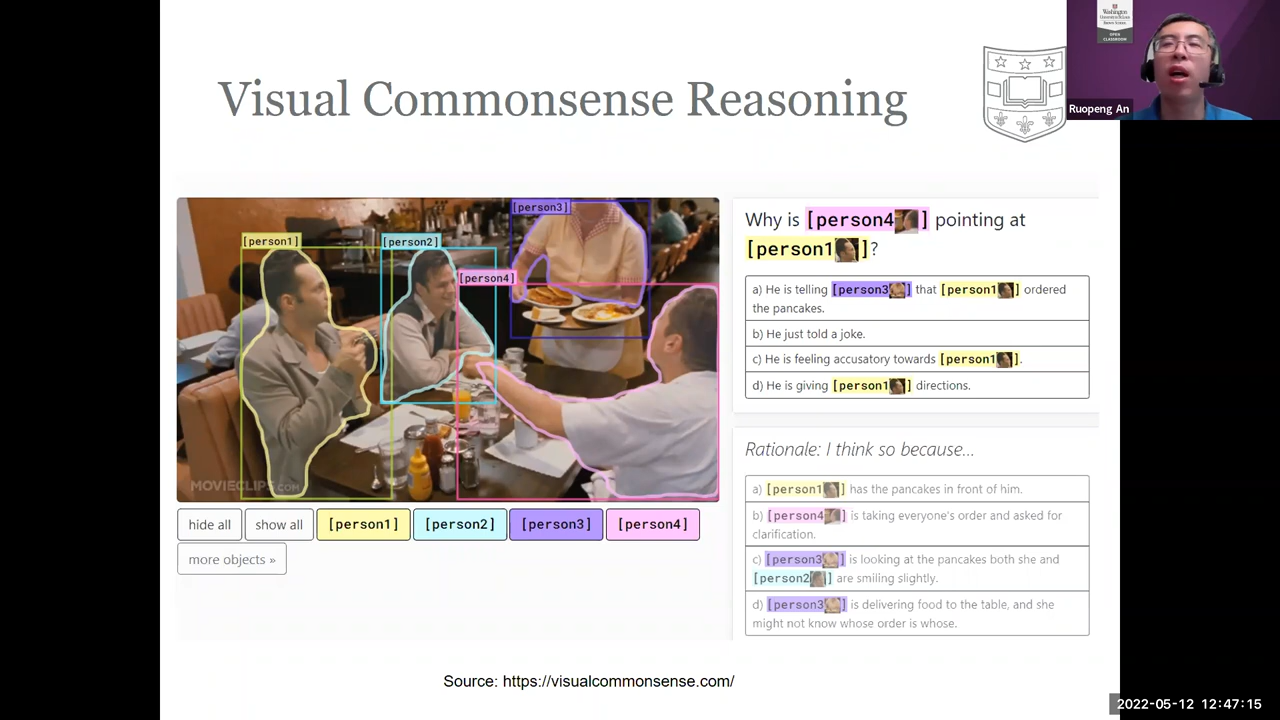 Visual Commonsense Reasoning
Washington
OPEN
CLASSROOM
Ruopeng An
[person1]
[person2]
[person3]
[person4]
MOVIECLIPS.COM
hide all
show all
[person1]
[person2]
[person3]
[person4]
more objects »
Why is [person4] pointing at
[person1]?
a) He is telling [person3] that [person1] ordered
the pancakes.
b) He just told a joke.
c) He is feeling accusatory towards [person1].
d) He is giving [person1] directions.
Rationale: I think so because...
a) [person1] has the pancakes in front of him.
b) [person4] is taking everyone's order and asked for
clarification.
c) [person3] is looking at the pancakes both she and
[person2] are smiling slightly.
d) [person3] is delivering food to the table, and she
might not know whose order is whose.
Source: https://visualcommonsense.com/
2022-05-12 12:47:15